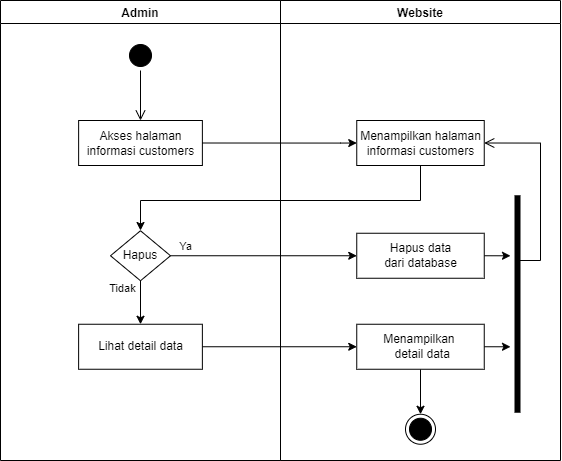 Admin
Website
Akses halaman
informasi customers
Menampilkan halaman
informasi customers
Hapus
Ya
Hapus data
dari database
Tidak
Lihat detail data
Menampilkan
detail data